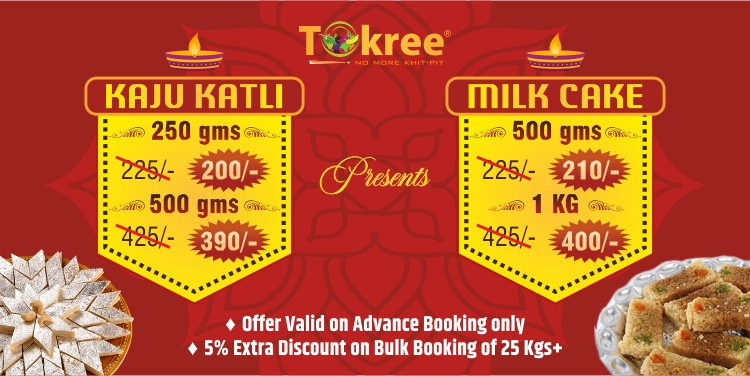 Tokree®
NO MORE KHIT-PIT
KAJU KATLI
250 gms
225/- 200/-
500 gms
425/- 390/-
Presents
MILK CAKE
500 gms
225/- 210/-
1 KG
425/- 400/-
♦ Offer Valid on Advance Booking only
♦ 5% Extra Discount on Bulk Booking of 25 Kgs+